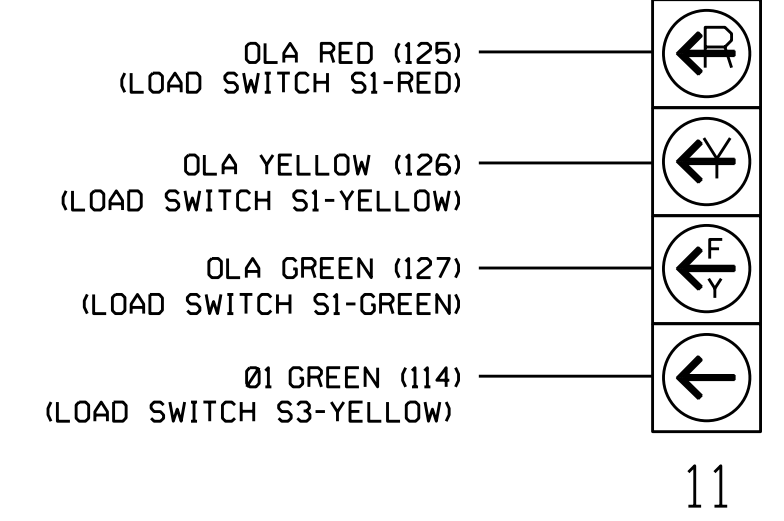 OLA RED (125)
(LOAD SWITCH S1-RED)
R
OLA YELLOW (126)
(LOAD SWITCH S1-YELLOW)
Y
OLA GREEN (127)
(LOAD SWITCH S1-GREEN)
F
Y
Ø1 GREEN (114)
(LOAD SWITCH S3-YELLOW)
11